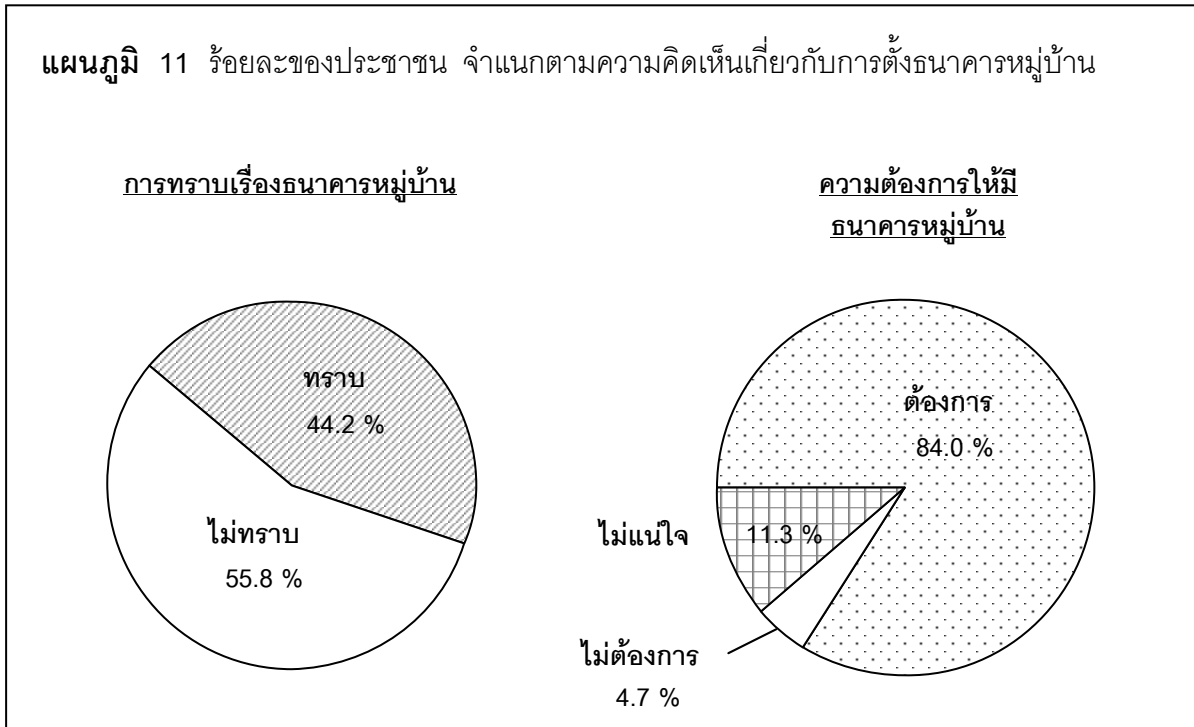 แผนภูมิ 11 ร้อยละของประชาชน จำแนกตามความคิดเห็นเกี่ยวกับการตั้งธนาคารหมู่บ้าน
การทราบเรื่องธนาคารหมู่บ้าน
ทราบ
44.2 %
ไม่ทราบ
55.8 %
ความต้องการให้มี
ธนาคารหมู่บ้าน
ต้องการ
84.0 %
ไม่แน่ใจ
11.3 %
ไม่ต้องการ
4.7 %